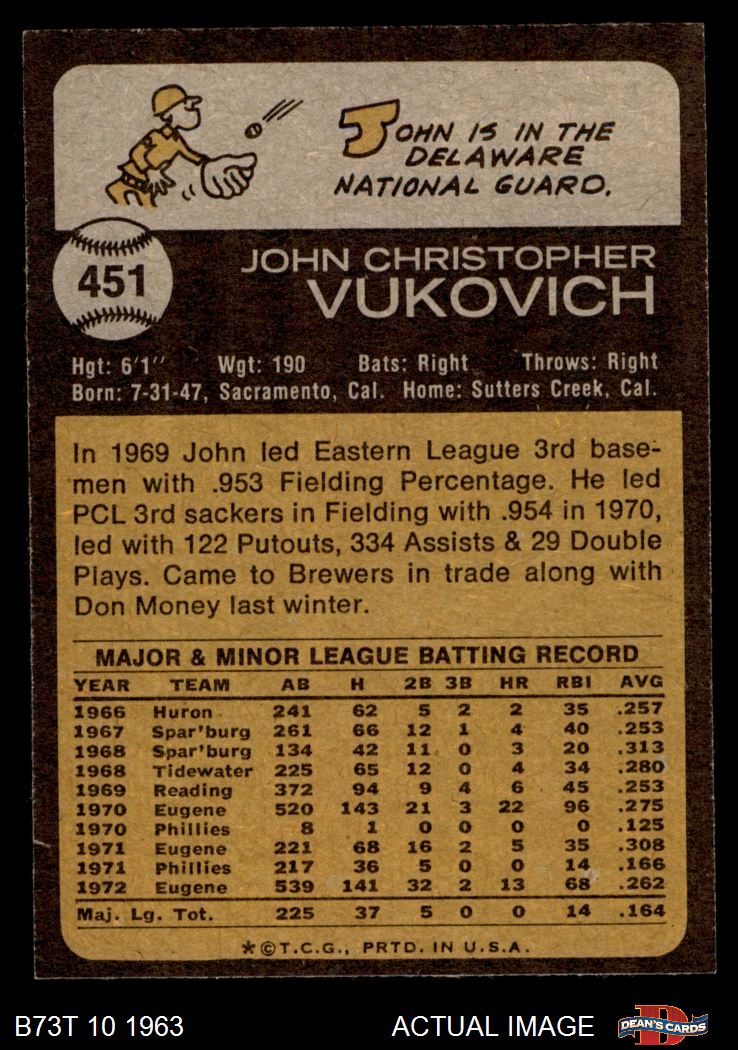 JOHN IS IN THE
DELAWARE
NATIONAL GUARD.
451
JOHN CHRISTOPHER
VUKOVICH
Hgt: 6'1" Wgt: 190 Bats: Right Throws: Right
Born: 7-31-47, Sacramento, Cal. Home: Sutters Creek, Cal.
In 1969 John led Eastern League 3rd base-
men with .953 Fielding Percentage. He led
PCL 3rd sackers in Fielding with .954 in 1970,
led with 122 Putouts, 334 Assists & 29 Double
Plays. Came to Brewers in trade along with
Don Money last winter.
MAJOR & MINOR LEAGUE BATTING RECORD
YEAR TEAM AB H 2B 3B HR RBI AVG
1966 Huron 241 62 5 2 2 35 .257
1967 Spar'burg 261 66 12 1 4 40 .253
1968 Spar'burg 134 42 11 0 3 20 .313
1968 Tidewater 225 65 12 0 4 34 .280
1969 Reading 372 94 9 4 6 45 .253
1970 Eugene 520 143 21 3 22 96 .275
1970 Phillies 8 1 0 0 0 0 .125
1971 Eugene 221 68 16 2 5 35 .308
1971 Phillies 217 36 5 0 0 14 .166
1972 Eugene 539 141 32 2 13 68 .262
Maj. Lg. Tot. 225 37 5 0 0 14 .164
*©T.C.G., PRTD. IN U.S.A.
B73T 10 1963 ACTUAL IMAGE D DEAN'S CARDS